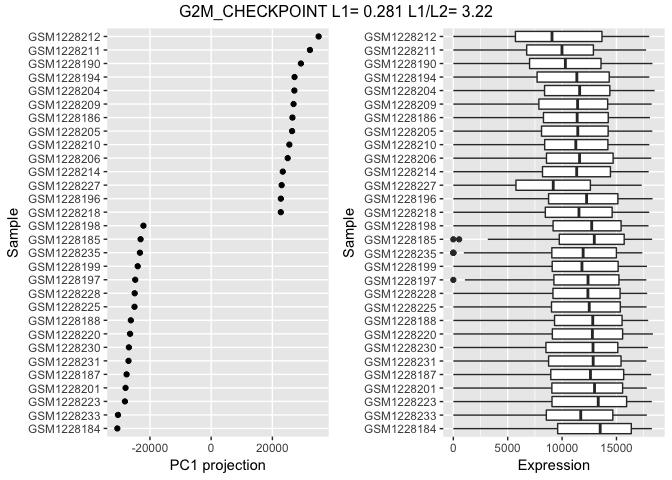 G2M_CHECKPOINT L1= 0.281 L1/L2= 3.22
Sample
GSM1228212
GSM1228211
GSM1228190
GSM1228194
GSM1228204
GSM1228209
GSM1228186
GSM1228205
GSM1228210
GSM1228206
GSM1228214
GSM1228227
GSM1228196
GSM1228218
GSM1228198
GSM1228185
GSM1228235
GSM1228199
GSM1228197
GSM1228228
GSM1228225
GSM1228188
GSM1228220
GSM1228230
GSM1228231
GSM1228187
GSM1228201
GSM1228223
GSM1228233
GSM1228184
-20000 0 20000
PC1 projection
Sample
GSM1228212
GSM1228211
GSM1228190
GSM1228194
GSM1228204
GSM1228209
GSM1228186
GSM1228205
GSM1228210
GSM1228206
GSM1228214
GSM1228227
GSM1228196
GSM1228218
GSM1228198
GSM1228185
GSM1228235
GSM1228199
GSM1228197
GSM1228228
GSM1228225
GSM1228188
GSM1228220
GSM1228230
GSM1228231
GSM1228187
GSM1228201
GSM1228223
GSM1228233
GSM1228184
0 5000 10000 15000
Expression